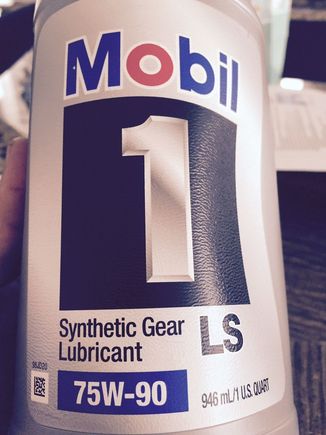 Mobil
1
Synthetic Gear
Lubricant
LS
75W-90
946 mL/1 U.S. QUART